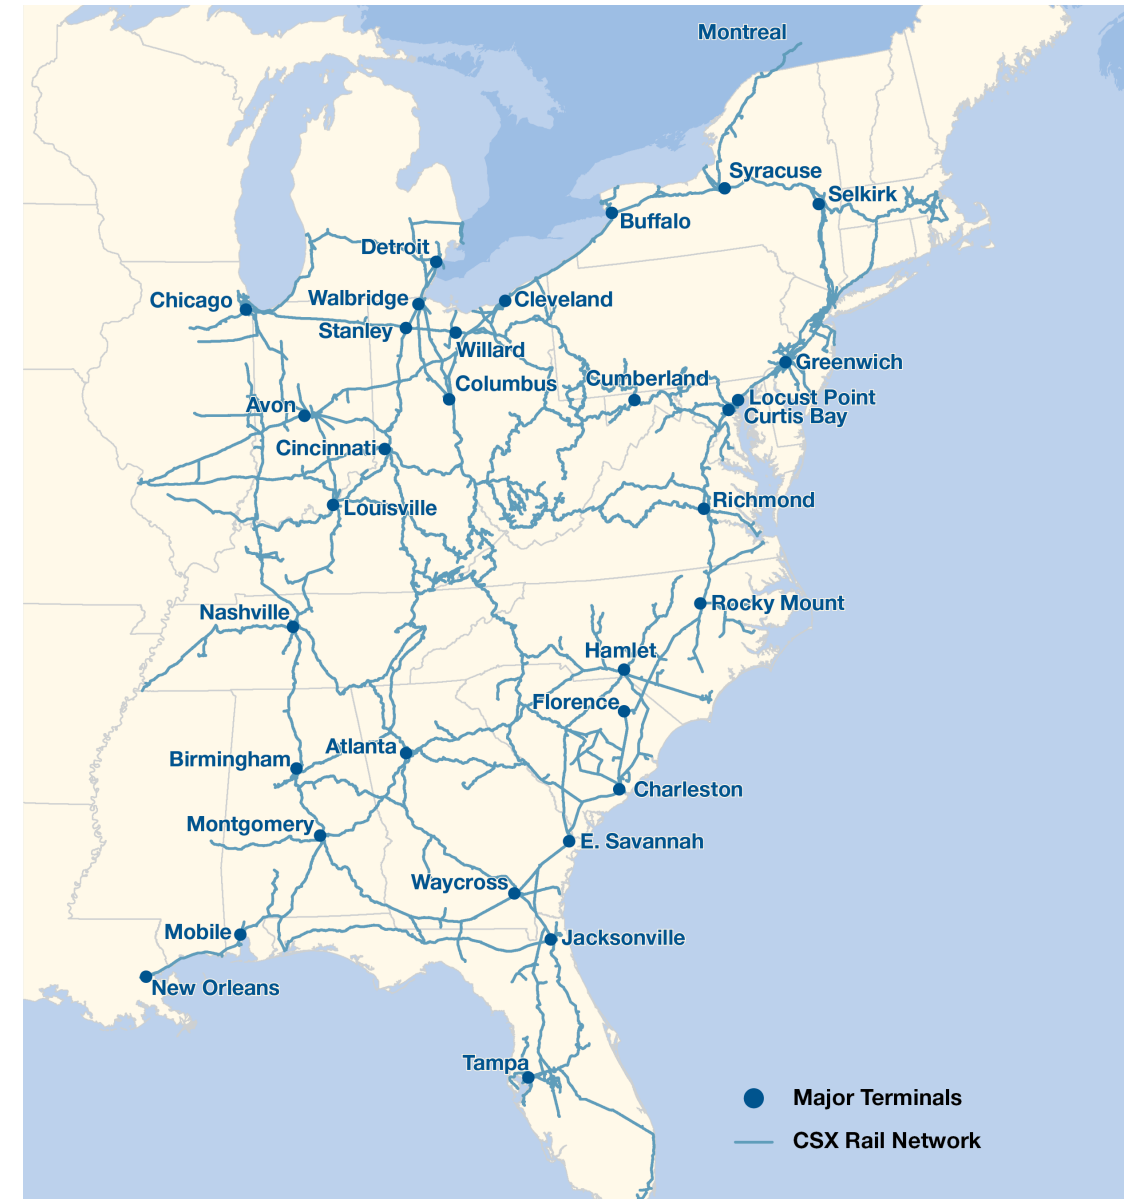 Montreal
Syracuse
Selkirk
Buffalo
Detroit
Chicago
Walbridge
Cleveland
Stanley
Willard
Greenwich
Columbus
Cumberland
Locust Point
Avon
Curtis Bay
Cincinnati
Richmond
Louisville
Nashville
Rocky Mount
Hamlet
Florence
Atlanta
Birmingham
Charleston
Montgomery
E. Savannah
Waycross
Mobile
Jacksonville
New Orleans
Tampa
Major Terminals
CSX Rail Network